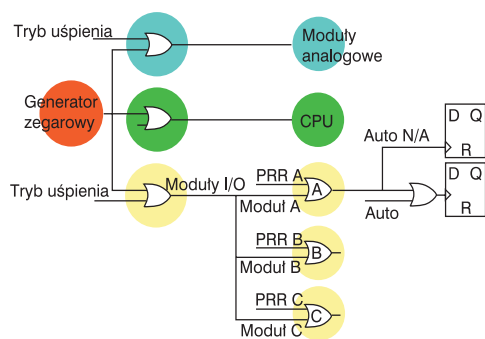 Tryb uśpienia
Moduły
analogowe
Generator
zegarowy
CPU
Auto N/A
D Q
R
Tryb uśpienia
Moduły I/O
PRR A
A
Moduł A
Auto
D Q
R
PRR B
B
Moduł B
PRR C
C
Moduł C